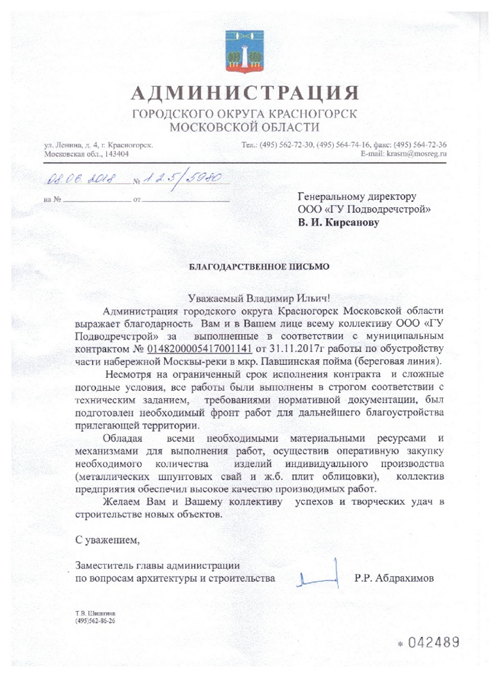 АДМИНИСТРАЦИЯ
ГОРОДСКОГО ОКРУГА КРАСНОГОРСК
МОСКОВСКОЙ ОБЛАСТИ
ул. Ленина, д. 4, г. Красногорск.
Московская обл., 143404
Тел.: (495) 562-72-30, (495) 564-74-16, факс: (495) 564-72-36
E-mail: krasrn@mosreg.ru
08.06.2018 № 125/5980
на № от
Генеральному директору
ООО «ГУ Подводречстрой»
В. И. Кирсанову
БЛАГОДАРСТВЕННОЕ ПИСЬМО
Уважаемый Владимир Ильич!
Администрация городского округа Красногорск Московской области
выражает благодарность Вам и в Вашем лице всему коллективу ООО «ГУ
Подводречстрой» за выполненные в соответствии с муниципальным
контрактом № 0148200005417001141 от 31.11.2017г работы по обустройству
части набережной Москвы-реки в мкр. Павшинская пойма (береговая линия).
Несмотря на ограниченный срок исполнения контракта и сложные
погодные условия, все работы были выполнены в строгом соответствии с
техническим заданием, требованиями нормативной документации, был
подготовлен необходимый фронт работ для дальнейшего благоустройства
прилегающей территории.
Обладая всеми необходимыми материальными ресурсами и
механизмами для выполнения работ, осуществив оперативную закупку
необходимого количества изделий индивидуального производства
(металлических шпунтовых свай и ж.б. плит облицовки), коллектив
предприятия обеспечил высокое качество производимых работ.
Желаем Вам и Вашему коллективу успехов и творческих удач в
строительстве новых объектов.
С уважением,
Заместитель главы администрации
по вопросам архитектуры и строительства
Р.Р. Абдрахимов
Т.В.
(495)562-86-26
* 042489